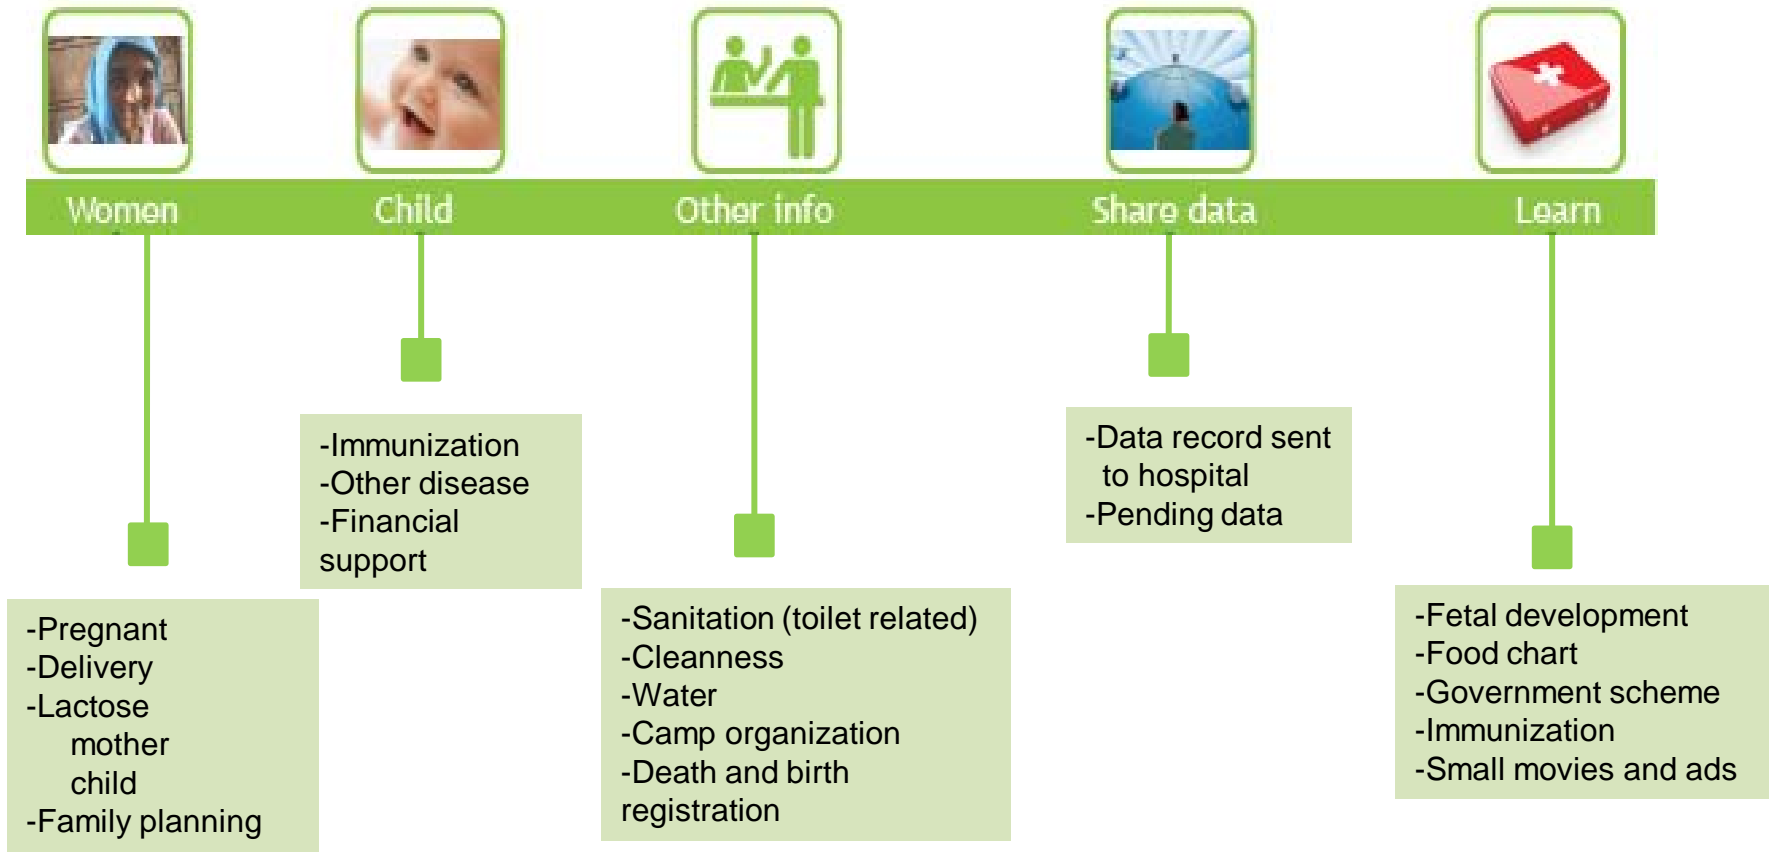 Women
Child
Other info
Share data
Learn
-Pregnant
-Delivery
-Lactose
mother
child
-Family planning
-Immunization
-Other disease
-Financial
support
-Sanitation (toilet related)
-Cleanness
-Water
-Camp organization
-Death and birth
registration
-Data record sent
to hospital
-Pending data
-Fetal development
-Food chart
-Government scheme
-Immunization
-Small movies and ads